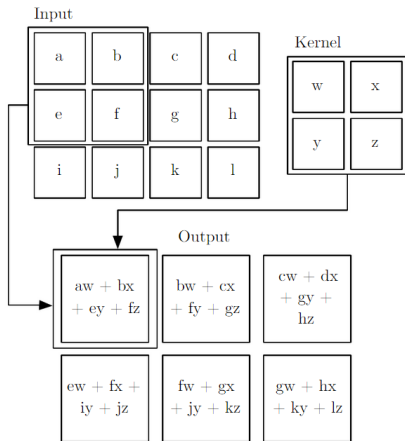 Input
a b c d
Kernel
w x
e f g h
y z
i j k l
Output
aw + bx
+ ey + fz
bw + cx
+ fy + gz
cw + dx
+ gy +
hz
ew + fx +
iy + jz
fw + gx
+ jy + kz
gw + hx
+ ky + lz